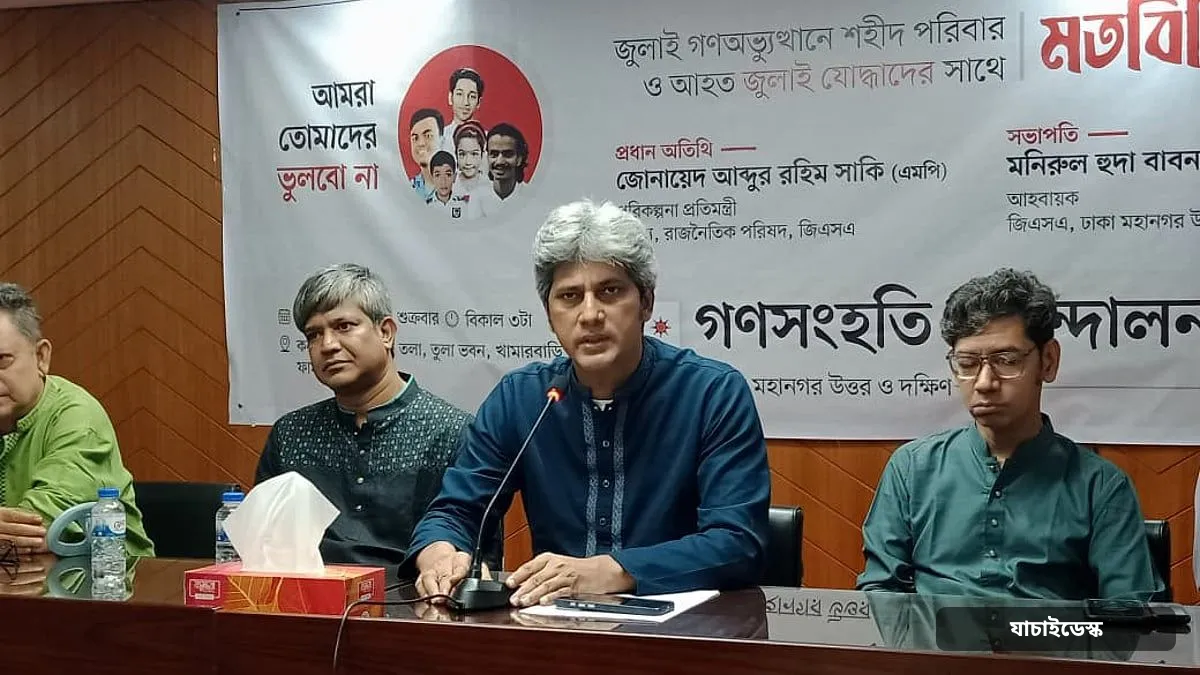 আমরা
তোমাদের
ভুলবো না
জুলাই গণঅভ্যুত্থানে শহীদ পরিবার
ও আহত জুলাই যোদ্ধাদের সাথে
মতবি
প্রধান অতিথি
জোনায়েদ আব্দুর রহিম সাকি (এমপি)
পরিকল্পনা প্রতিমন্ত্রী
রাজনৈতিক পরিষদ, জিএসএ
সভাপতি
মনিরুল হুদা বাবন
আহবায়ক
জিএসএ, ঢাকা মহানগর উ
শুক্রবার বিকাল ৩টা
তলা, তুলা ভবন, খামারবাড়ি
গণসংহতি ন্দোলন
মহানগর উত্তর ও দক্ষিণ
যাচাইডেস্ক